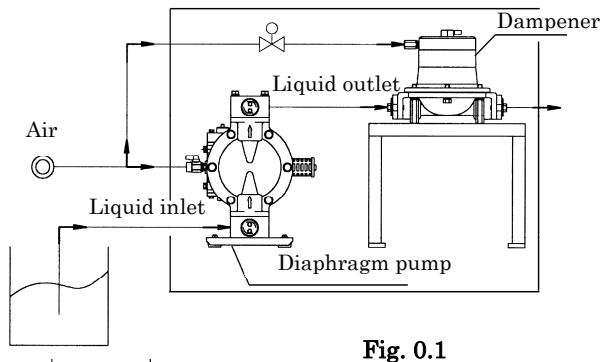 Dampener
Liquid outlet
Air
Liquid inlet
Diaphragm pump
Fig. 0.1